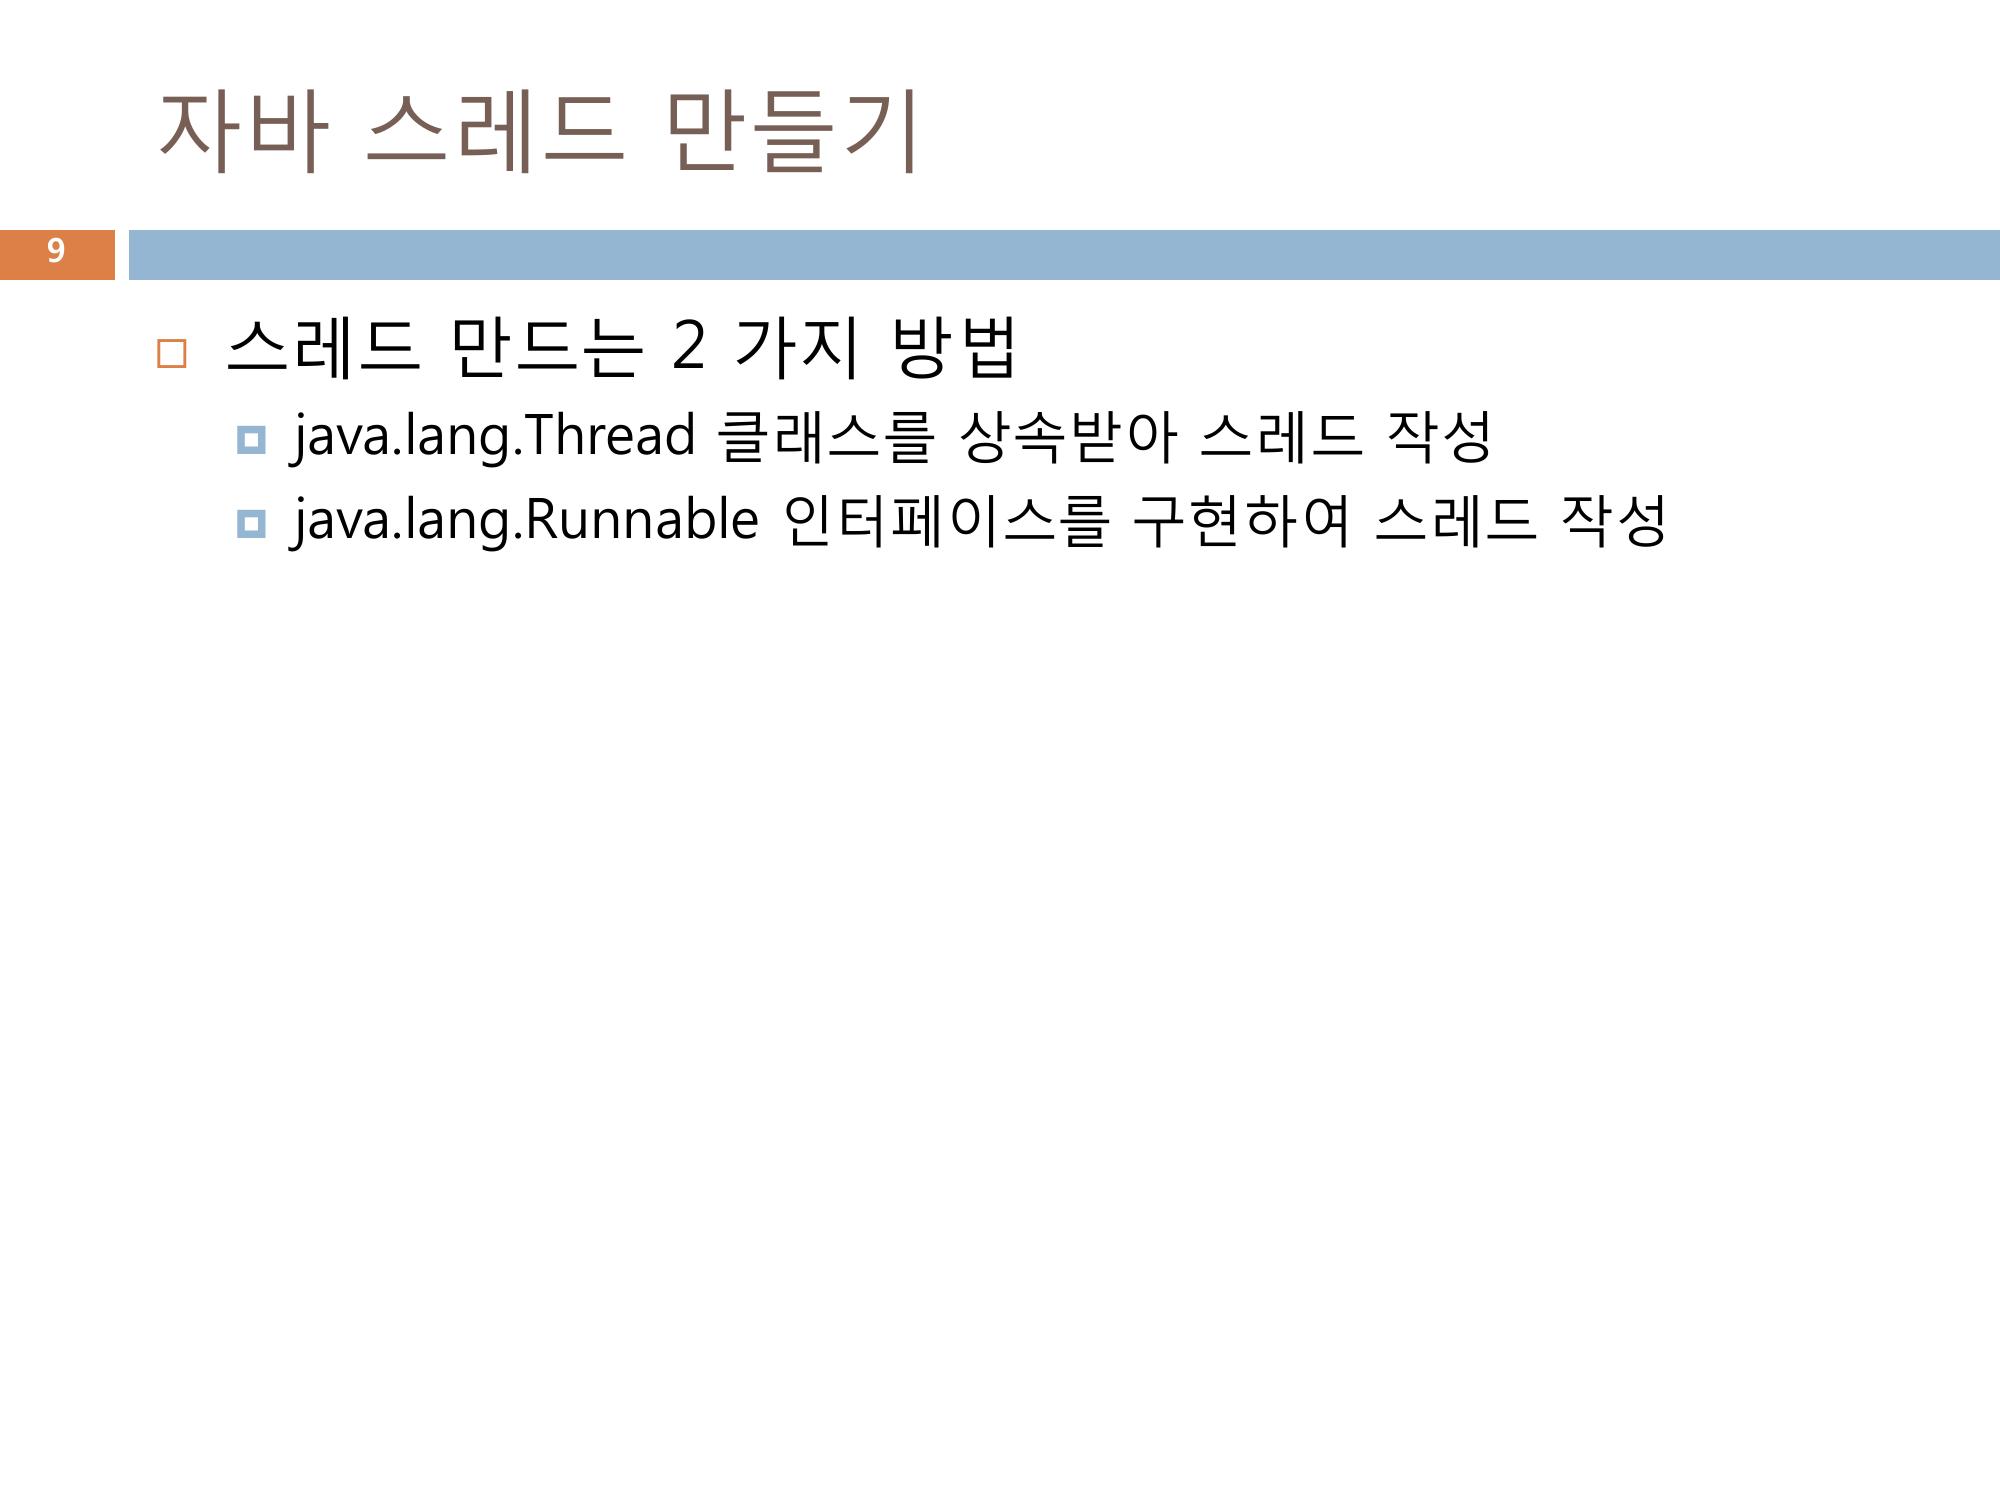 자바 스레드 만들기
9
스레드 만드는 2 가지 방법
java.lang.Thread 클래스를 상속받아 스레드 작성
java.lang.Runnable 인터페이스를 구현하여 스레드 작성